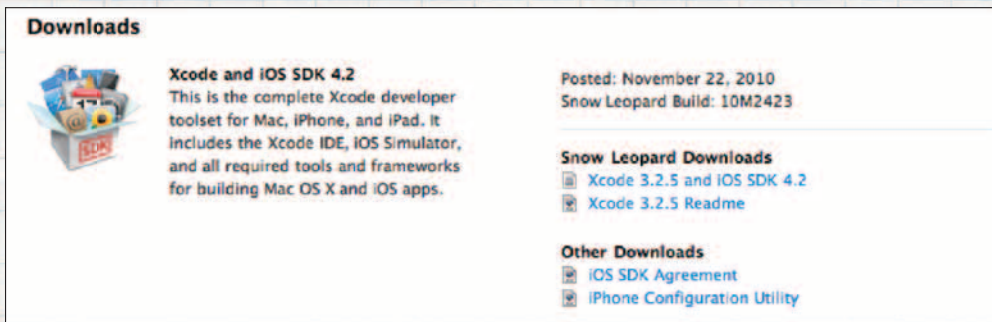 Downloads
Xcode and iOS SDK 4.2
This is the complete Xcode developer
toolset for Mac, iPhone, and iPad. It
includes the Xcode IDE, iOS Simulator,
and all required tools and frameworks
for building Mac OS X and iOS apps.
Posted: November 22, 2010
Snow Leopard Build: 10M2423
Snow Leopard Downloads
Xcode 3.2.5 and iOS SDK 4.2
Xcode 3.2.5 Readme
Other Downloads
iOS SDK Agreement
iPhone Configuration Utility
17
@
SDK